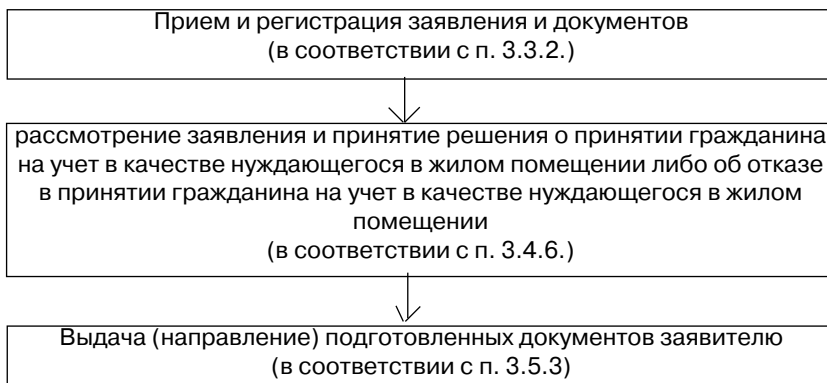 Прием и регистрация заявления и документов
(в соответствии с п. 3.3.2.)
рассмотрение заявления и принятие решения о принятии гражданина
на учет в качестве нуждающегося в жилом помещении либо об отказе
в принятии гражданина на учет в качестве нуждающегося в жилом
помещении
(в соответствии с п. 3.4.6.)
Выдача (направление) подготовленных документов заявителю
(в соответствии с п. 3.5.3)